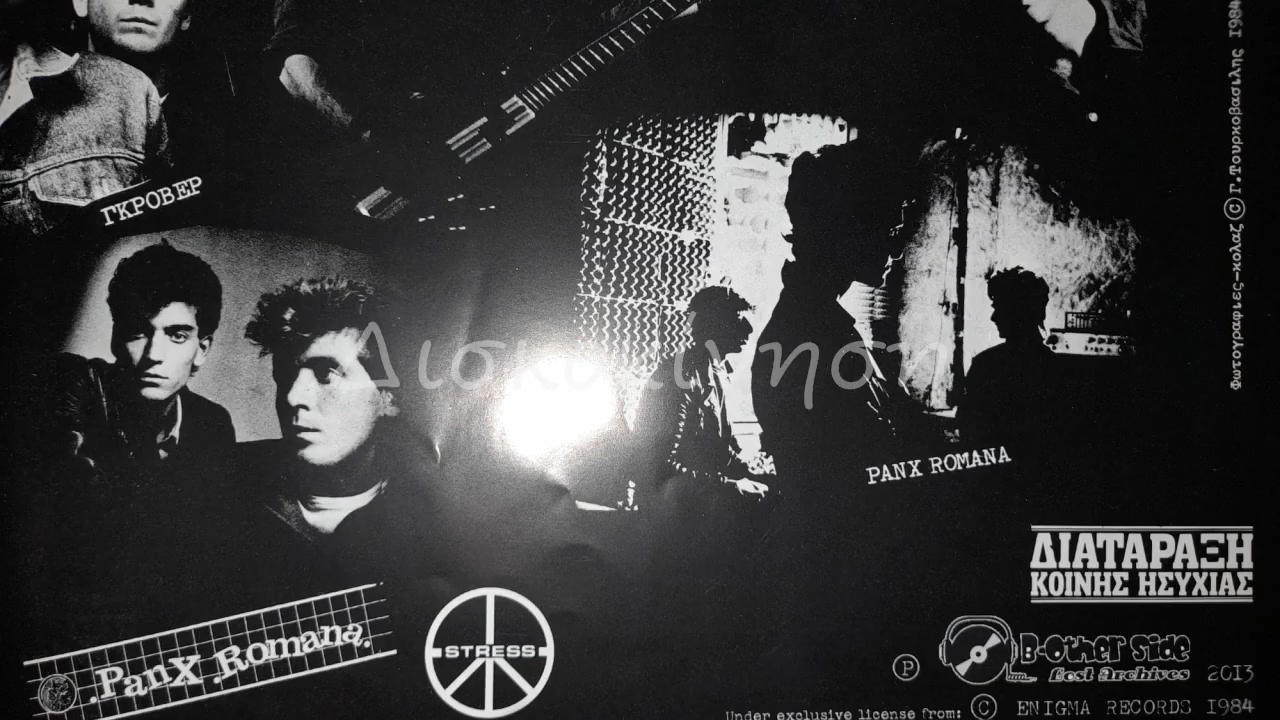 ΓΚΡΟΒΕΡ
Φωτογραφιες-κολαζ © Γ.Τουρκοβασιλης 1984
Δισκοκίνηση
PANX ROMANA
ΔΙΑΤΑΡΑΞΗ
ΚΟΙΝΗΣ ΗΣΥΧΙΑΣ
.PanX .Romana.
STRESS
℗ B-OTHER SIDE
Lost Archives 2013
Under exclusive license from: © ENIGMA RECORDS 1984